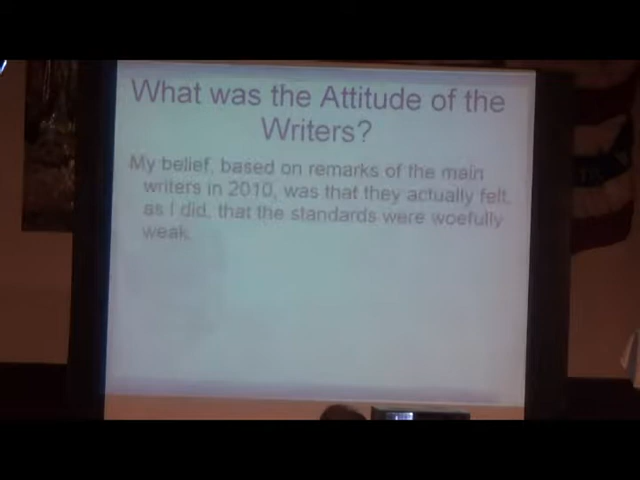 What was the Attitude of the
Writers?
My belief, based on remarks of the main
writers in 2010, was that they actually felt,
as I did, that the standards were woefully
weak.